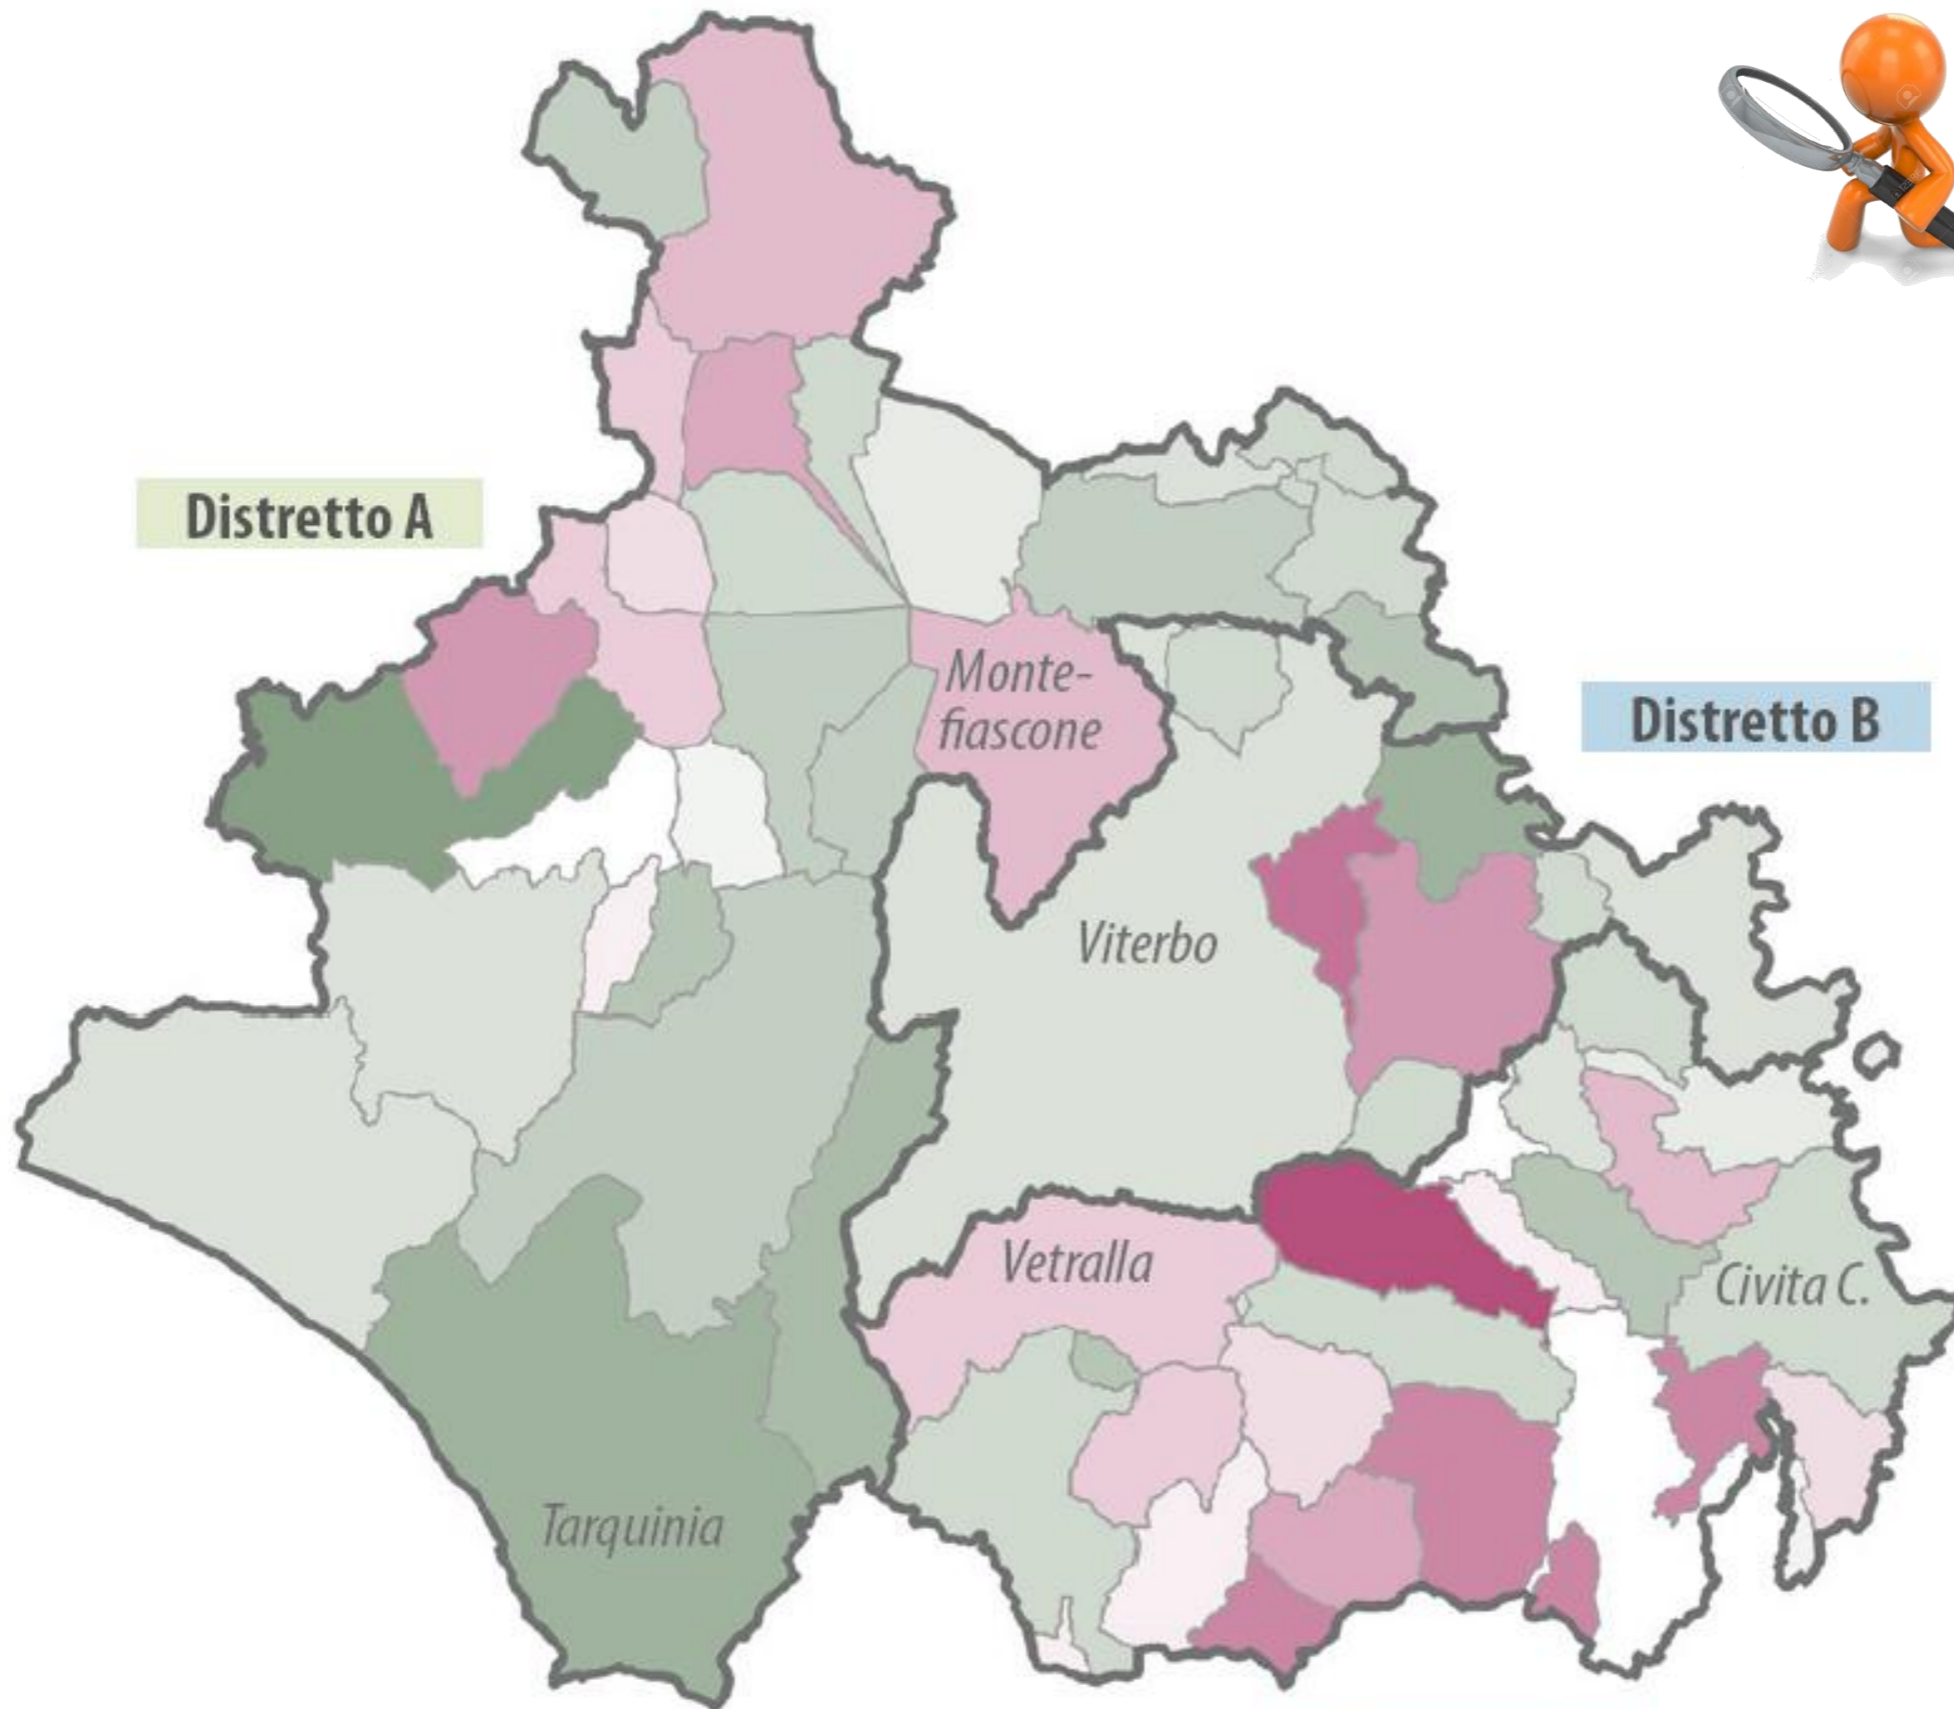 Distretto A
Monte-
fiascone
Distretto B
Viterbo
Vetralla
Civita C.
Tarquinia